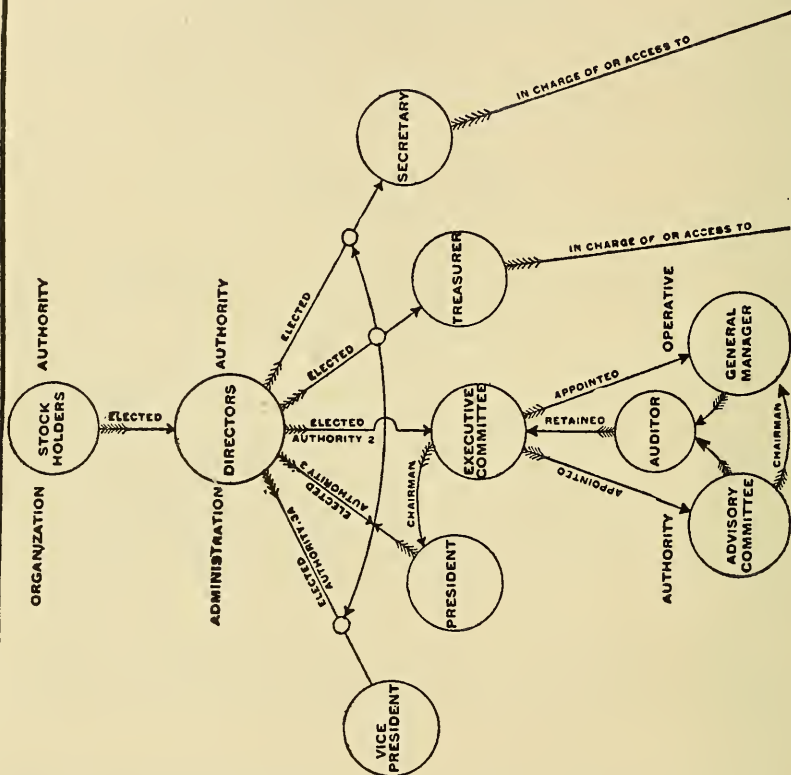 ORGANIZATION
AUTHORITY
STOCK
HOLDERS
ELECTED
ADMINISTRATION
DIRECTORS
AUTHORITY
ELECTED
AUTHORITY.3A
ELECTED
AUTHORITY 3
ELECTED
AUTHORITY 2
ELECTED
ELECTED
VICE
PRESIDENT
PRESIDENT
CHAIRMAN
EXECUTIVE
COMMITTEE
TREASURER
SECRETARY
IN CHARGE OF OR ACCESS TO
IN CHARGE OF OR ACCESS TO
APPOINTED
RETAINED
APPOINTED
AUTHORITY
OPERATIVE
ADVISORY
COMMITTEE
AUDITOR
GENERAL
MANAGER
CHAIRMAN